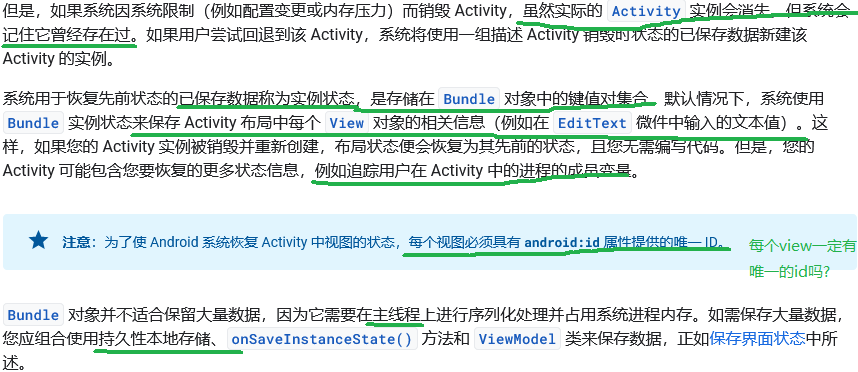 但是，如果系统因系统限制（例如配置变更或内存压力）而销毁 Activity，虽然实际的 Activity 实例会消失，但系统会
记住它曾经存在过。如果用户尝试回退到该 Activity，系统将使用一组描述 Activity 销毁时状态的已保存数据新建该
Activity 的实例。
系统用于恢复先前状态的已保存数据称为实例状态，是存储在 Bundle 对象中的键值对集合。默认情况下，系统使用
Bundle 实例状态来保存 Activity 布局中每个 View 对象的相关信息（例如在 EditText 微件中输入的文本值）。这
样，如果您的 Activity 实例被销毁并重新创建，布局状态便会恢复为其先前的状态，且您无需编写代码。但是，您的
Activity 可能包含您要恢复的更多状态信息，例如追踪用户在 Activity 中的进程的成员变量。
注意：为了使 Android 系统恢复 Activity 中视图的状态，每个视图必须具有 android:id 属性提供的唯一 ID。
每个view一定有
唯一的id吗?
Bundle 对象并不适合保留大量数据，因为它需要在主线程上进行序列化处理并占用系统进程内存。如需保存大量数据，
您应组合使用持久性本地存储、onSaveInstanceState() 方法和 ViewModel 类来保存数据，正如保存界面状态中所
述。